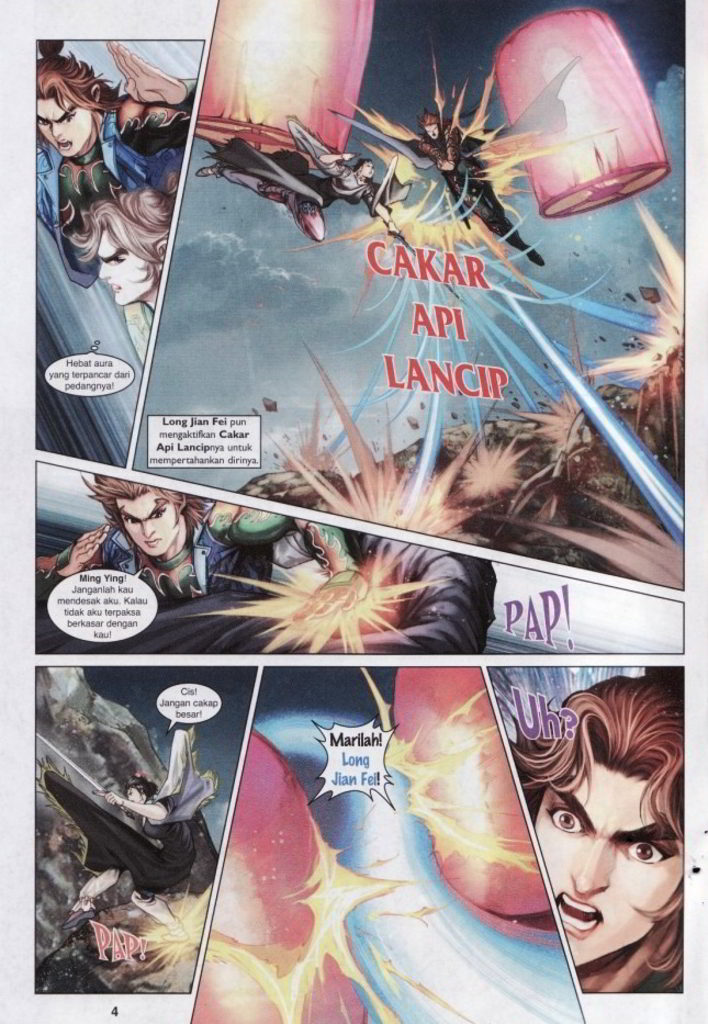 Hebat aura
yang terpancar dari
pedangnya!
CAKAR
API
LANCIP
Long Jian Fei pun
mengaktifkan Cakar
Api Lancipnya untuk
mempertahankan dirinya.
Ming Ying!
Janganlah kau
mendesak aku. Kalau
tidak aku terpaksa
berkasar dengan
kau!
PAP!
Cis!
Jangan cakap
besar!
PAP!
Marilah!
Long
Jian Fei!
Uh?
4